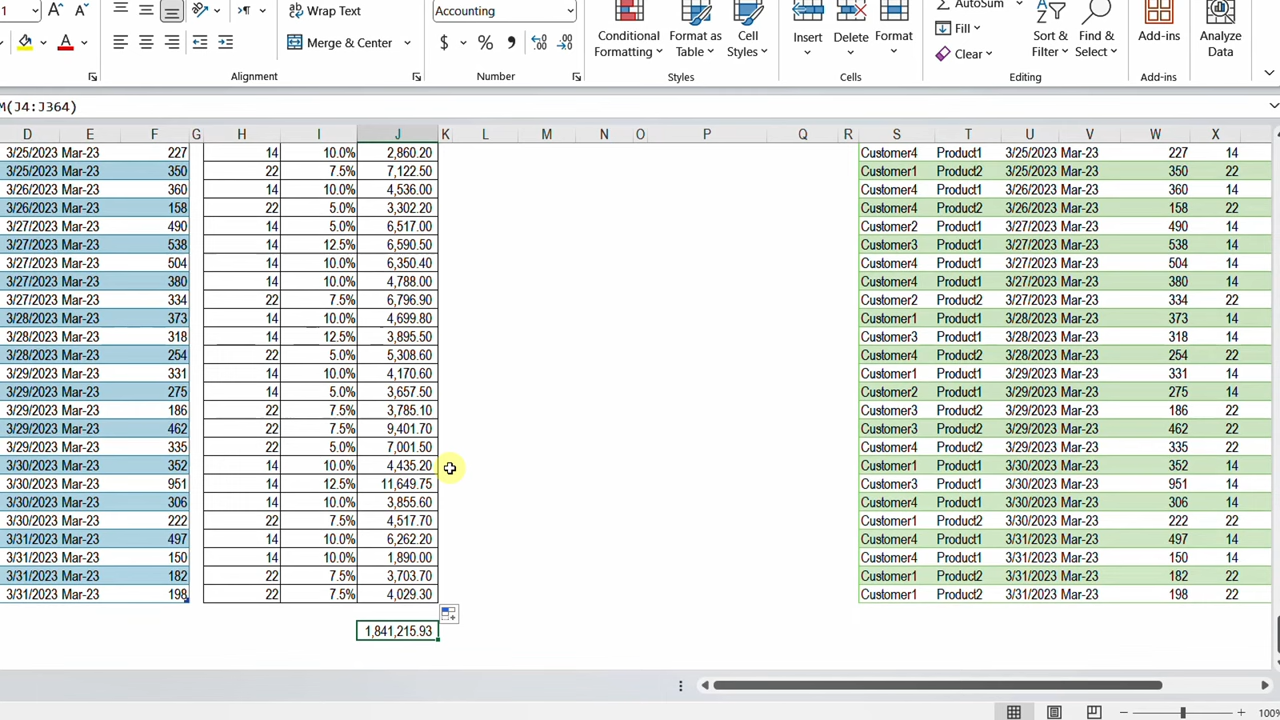 1 A A Wrap Text Accounting AutoSum
Merge & Center $ % Conditional Formatting Format as Table Cell Styles Insert Delete Format Fill Clear Sort & Filter Find & Select Add-ins Analyze Data
Alignment Number Styles Cells Editing Add-ins
M(J4:J364)
D E F G H I J K L M N O P Q R S T U V W X
3/25/2023 Mar-23 227 14 10.0% 2,860.20 Customer4 Product1 3/25/2023 Mar-23 227 14
3/25/2023 Mar-23 350 22 7.5% 7,122.50 Customer1 Product2 3/25/2023 Mar-23 350 22
3/26/2023 Mar-23 360 14 10.0% 4,536.00 Customer4 Product1 3/26/2023 Mar-23 360 14
3/26/2023 Mar-23 158 22 5.0% 3,302.20 Customer4 Product2 3/26/2023 Mar-23 158 22
3/27/2023 Mar-23 490 14 5.0% 6,517.00 Customer2 Product1 3/27/2023 Mar-23 490 14
3/27/2023 Mar-23 538 14 12.5% 6,590.50 Customer3 Product1 3/27/2023 Mar-23 538 14
3/27/2023 Mar-23 504 14 10.0% 6,350.40 Customer4 Product1 3/27/2023 Mar-23 504 14
3/27/2023 Mar-23 380 14 10.0% 4,788.00 Customer4 Product1 3/27/2023 Mar-23 380 14
3/27/2023 Mar-23 334 22 7.5% 6,796.90 Customer2 Product2 3/27/2023 Mar-23 334 22
3/28/2023 Mar-23 373 14 10.0% 4,699.80 Customer1 Product1 3/28/2023 Mar-23 373 14
3/28/2023 Mar-23 318 14 12.5% 3,895.50 Customer3 Product1 3/28/2023 Mar-23 318 14
3/28/2023 Mar-23 254 22 5.0% 5,308.60 Customer4 Product2 3/28/2023 Mar-23 254 22
3/29/2023 Mar-23 331 14 10.0% 4,170.60 Customer1 Product1 3/29/2023 Mar-23 331 14
3/29/2023 Mar-23 275 14 5.0% 3,657.50 Customer2 Product1 3/29/2023 Mar-23 275 14
3/29/2023 Mar-23 186 22 7.5% 3,785.10 Customer3 Product2 3/29/2023 Mar-23 186 22
3/29/2023 Mar-23 462 22 7.5% 9,401.70 Customer3 Product2 3/29/2023 Mar-23 462 22
3/29/2023 Mar-23 335 22 5.0% 7,001.50 Customer4 Product2 3/29/2023 Mar-23 335 22
3/30/2023 Mar-23 352 14 10.0% 4,435.20 Customer1 Product1 3/30/2023 Mar-23 352 14
3/30/2023 Mar-23 951 14 12.5% 11,649.75 Customer3 Product1 3/30/2023 Mar-23 951 14
3/30/2023 Mar-23 306 14 10.0% 3,855.60 Customer4 Product1 3/30/2023 Mar-23 306 14
3/30/2023 Mar-23 222 22 7.5% 4,517.70 Customer1 Product2 3/30/2023 Mar-23 222 22
3/31/2023 Mar-23 497 14 10.0% 6,262.20 Customer4 Product1 3/31/2023 Mar-23 497 14
3/31/2023 Mar-23 150 14 10.0% 1,890.00 Customer4 Product1 3/31/2023 Mar-23 150 14
3/31/2023 Mar-23 182 22 7.5% 3,703.70 Customer1 Product2 3/31/2023 Mar-23 182 22
3/31/2023 Mar-23 198 22 7.5% 4,029.30 Customer1 Product2 3/31/2023 Mar-23 198 22
1,841,215.93
100%